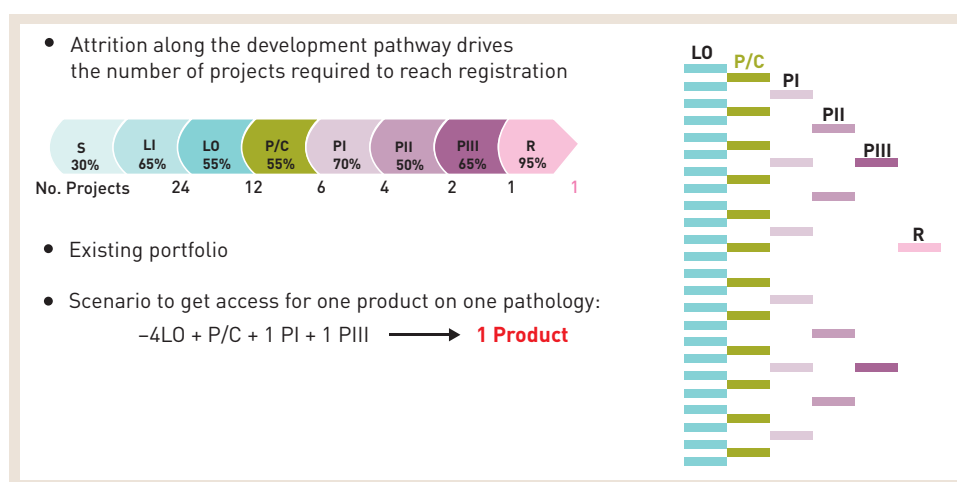 • Attrition along the development pathway drives
the number of projects required to reach registration
S LI LO P/C PI PII PIII R
30% 65% 55% 55% 70% 50% 65% 95%
No. Projects 24 12 6 4 2 1 1
• Existing portfolio
• Scenario to get access for one product on one pathology:
–4LO + P/C + 1 PI + 1 PIII ⟶ 1 Product
LO
P/C
PI
PII
PIII
R